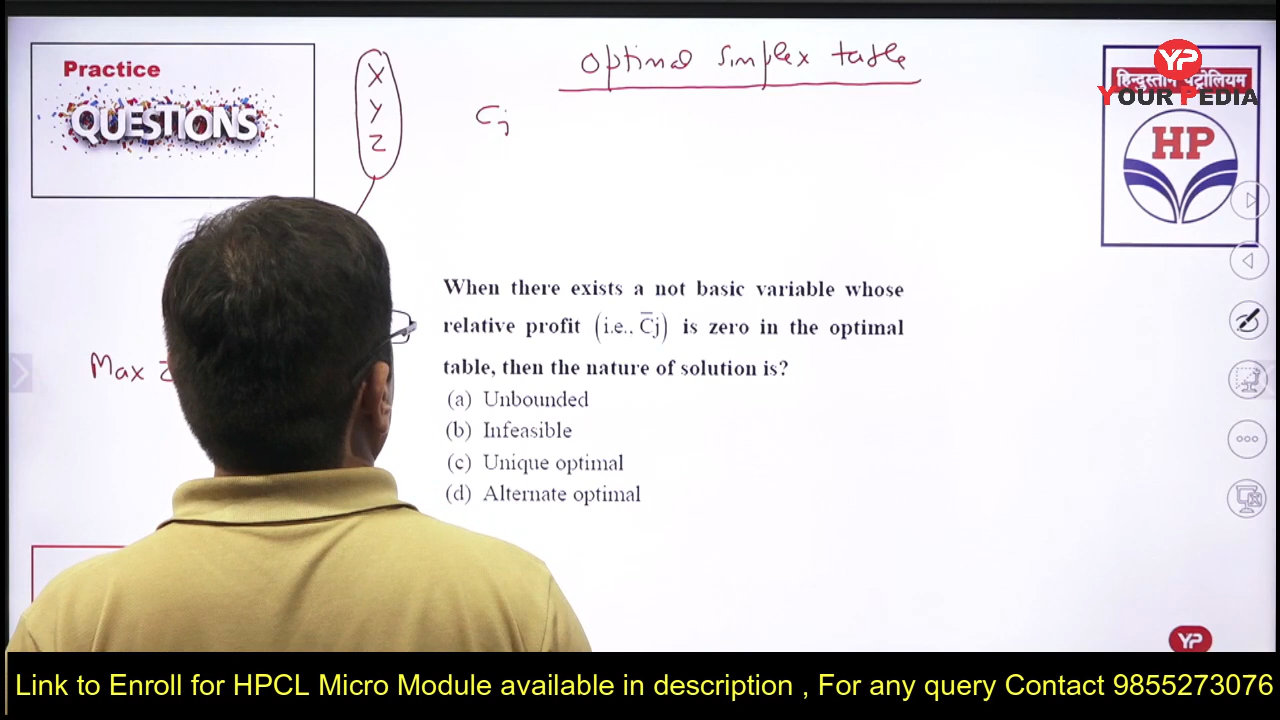 Practice
QUESTIONS
X
Y
Z
Optimal Simplex table
Cj
हिन्दुस्तान पेट्रोलियम
YP
YOUR PEDIA
HP
Max Z
When there exists a not basic variable whose
relative profit (i.e., C̅j) is zero in the optimal
table, then the nature of solution is?
(a) Unbounded
(b) Infeasible
(c) Unique optimal
(d) Alternate optimal
YP
Link to Enroll for HPCL Micro Module available in description , For any query Contact 9855273076